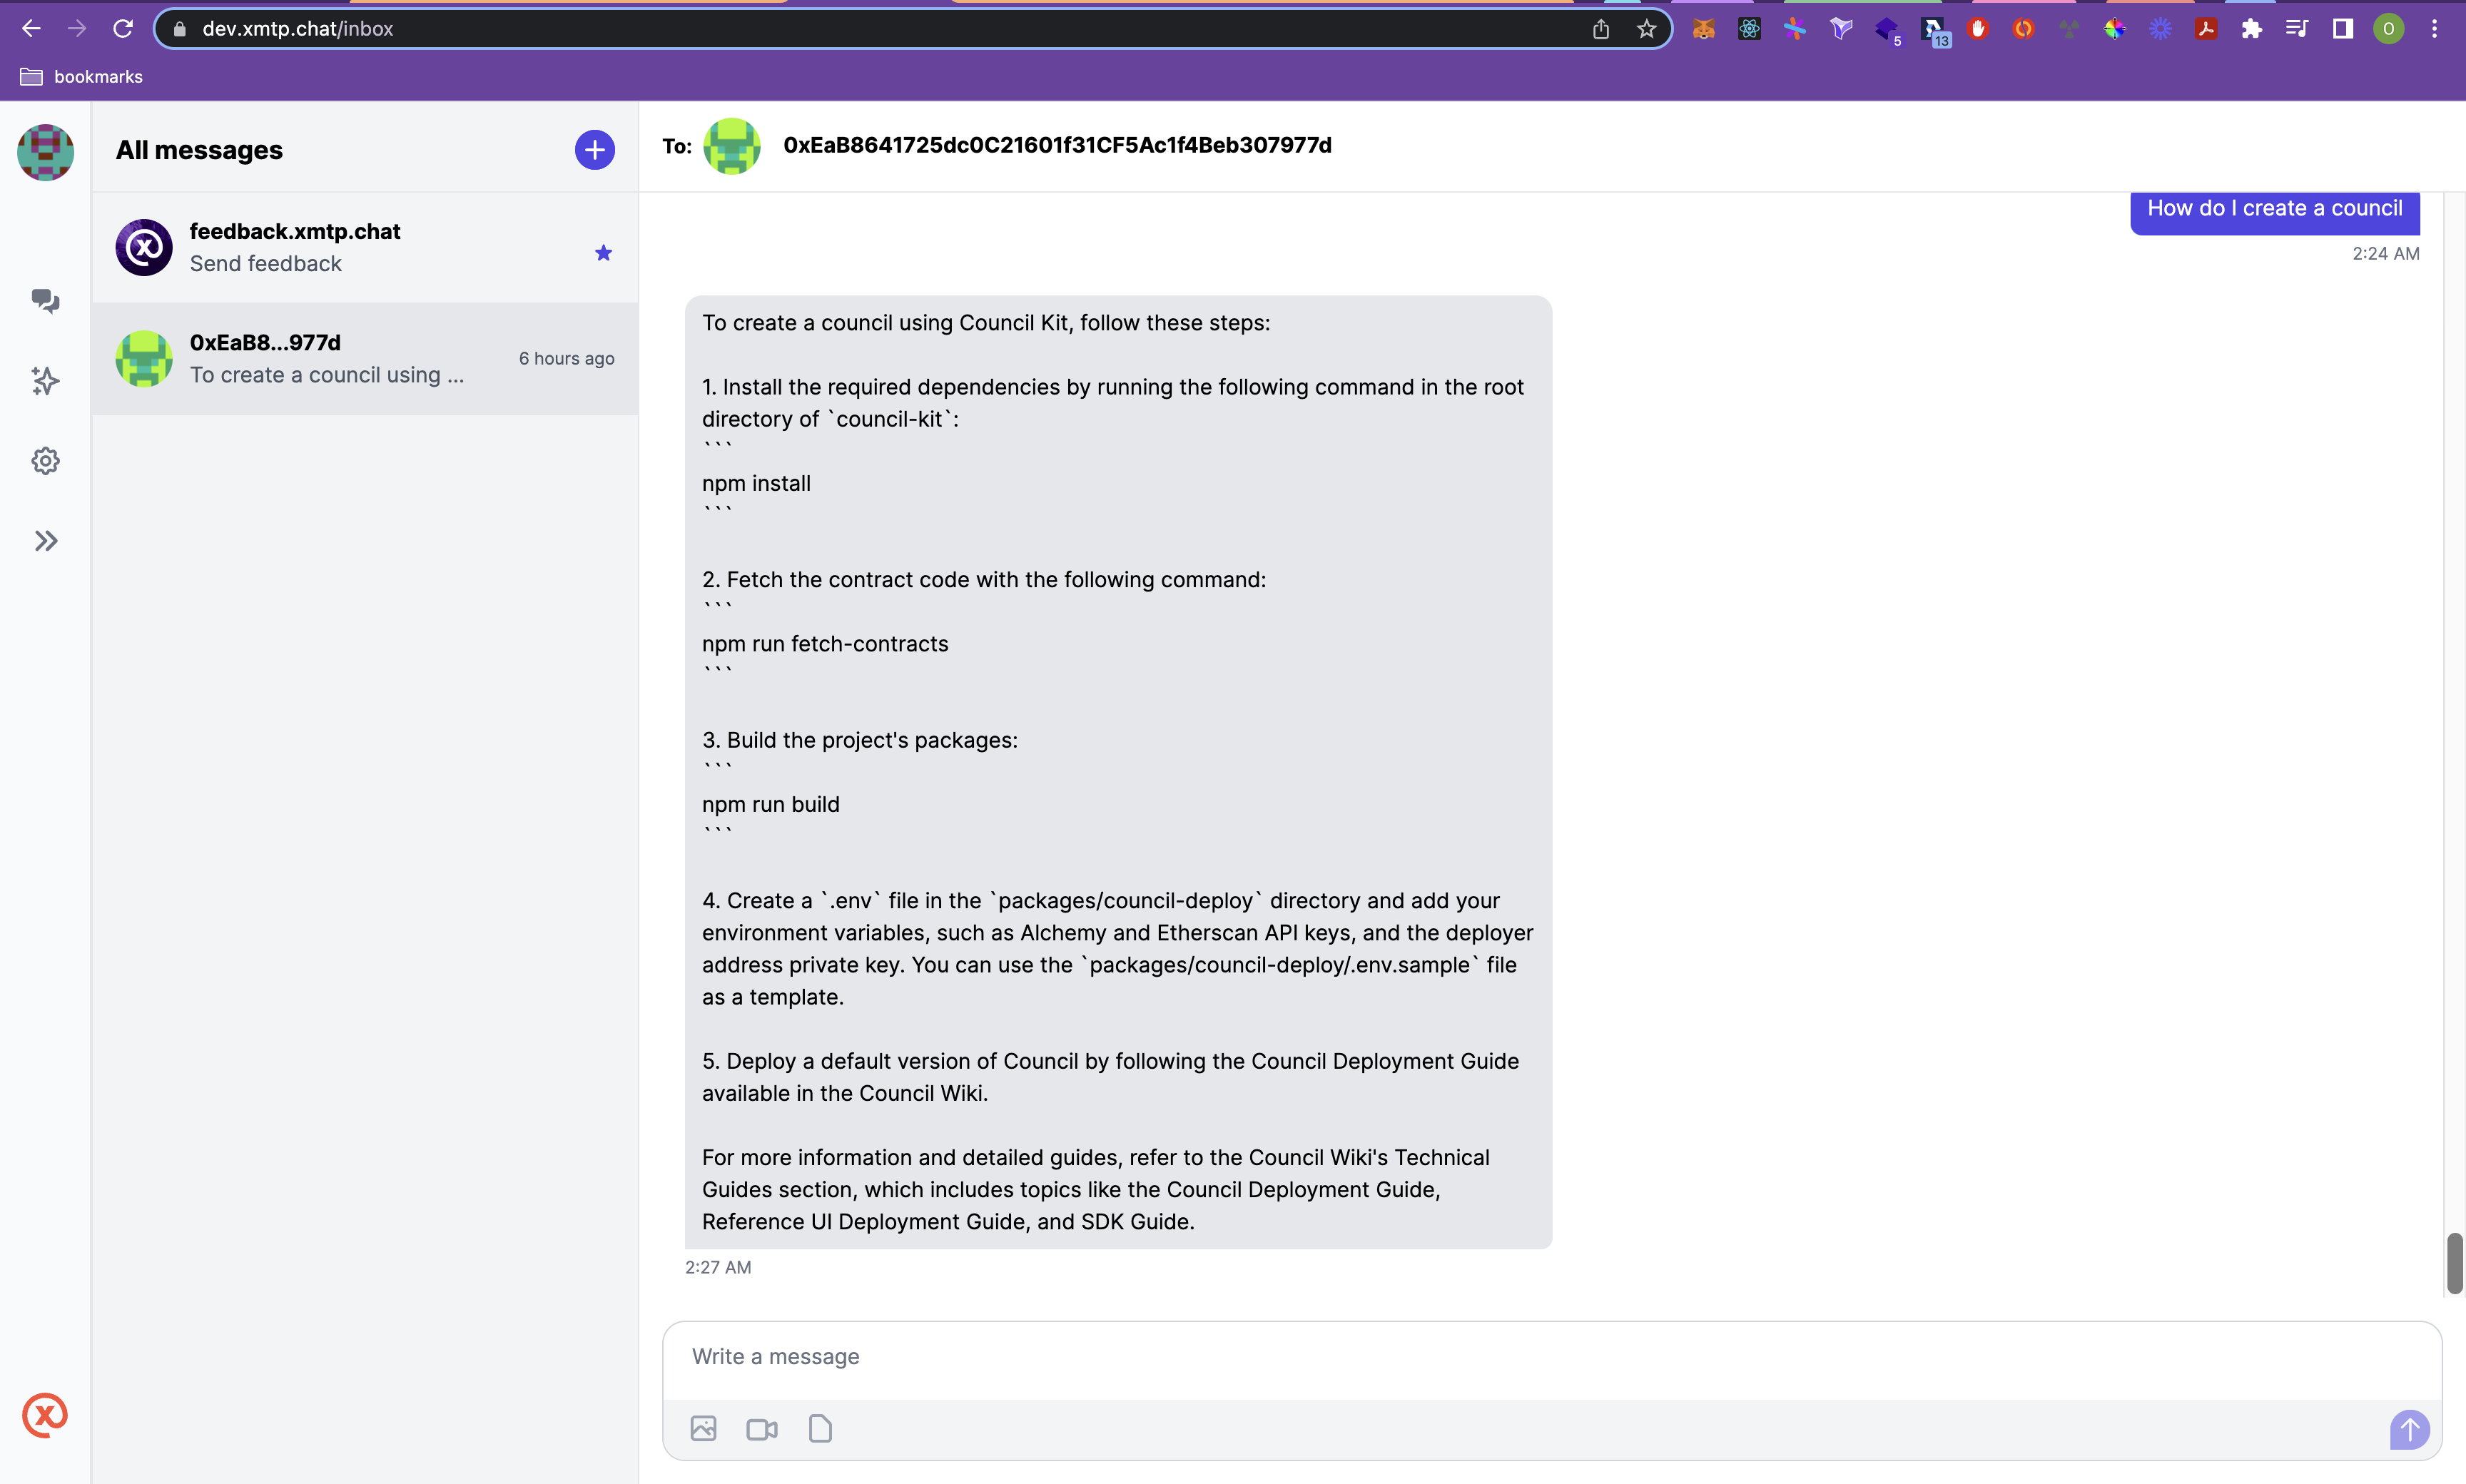 dev.xmtp.chat/inbox
5
13
O
bookmarks
All messages
feedback.xmtp.chat
Send feedback
0xEaB8...977d
To create a council using ...
6 hours ago
To:
0xEaB8641725dc0C21601f31CF5Ac1f4Beb307977d
How do I create a council
2:24 AM
To create a council using Council Kit, follow these steps:
1. Install the required dependencies by running the following command in the root
directory of `council-kit`:
```
npm install
```
2. Fetch the contract code with the following command:
```
npm run fetch-contracts
```
3. Build the project's packages:
```
npm run build
```
4. Create a `.env` file in the `packages/council-deploy` directory and add your
environment variables, such as Alchemy and Etherscan API keys, and the deployer
address private key. You can use the `packages/council-deploy/.env.sample` file
as a template.
5. Deploy a default version of Council by following the Council Deployment Guide
available in the Council Wiki.
For more information and detailed guides, refer to the Council Wiki's Technical
Guides section, which includes topics like the Council Deployment Guide,
Reference UI Deployment Guide, and SDK Guide.
2:27 AM
Write a message